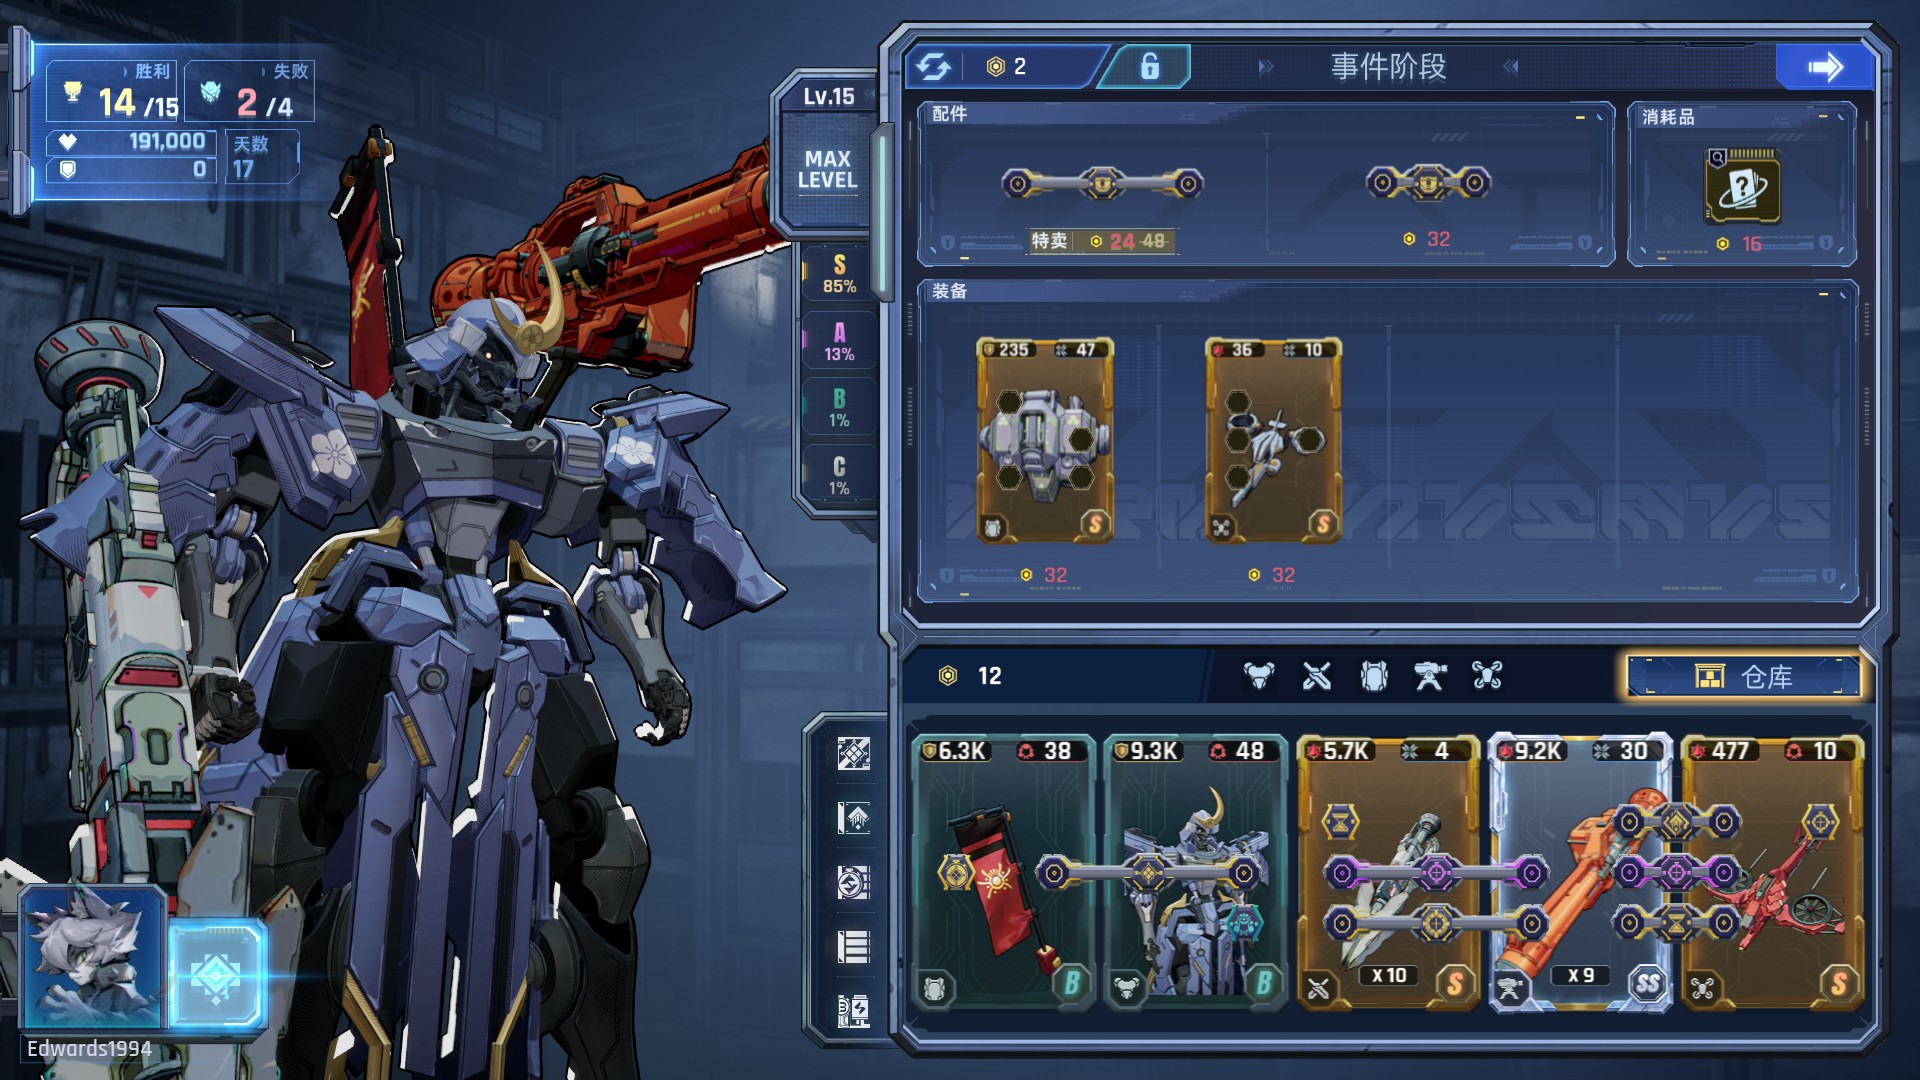 胜利
14/15
失败
2/4
191,000
0
天数
17
Lv.15
MAX
LEVEL
S
85%
A
13%
B
1%
C
1%
2
事件阶段
配件
特卖 24 48
32
消耗品
?
16
装备
235 47
S
32
36 10
S
32
12
仓库
6.3K 38
B
9.3K 48
B
5.7K 4
x10
S
9.2K 30
x9
SS
477 10
S
Edwards1994